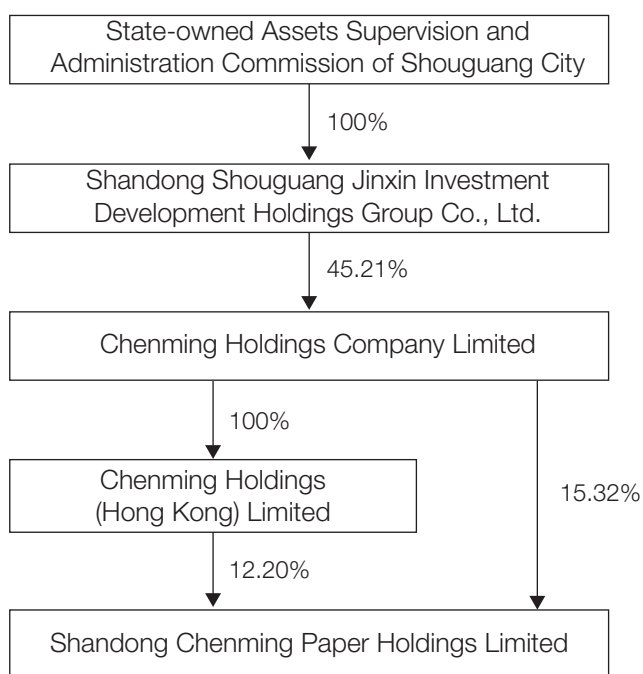 State-owned Assets Supervision and
Administration Commission of Shouguang City
100%
Shandong Shouguang Jinxin Investment
Development Holdings Group Co., Ltd.
45.21%
Chenming Holdings Company Limited
100%
Chenming Holdings
(Hong Kong) Limited
15.32%
12.20%
Shandong Chenming Paper Holdings Limited